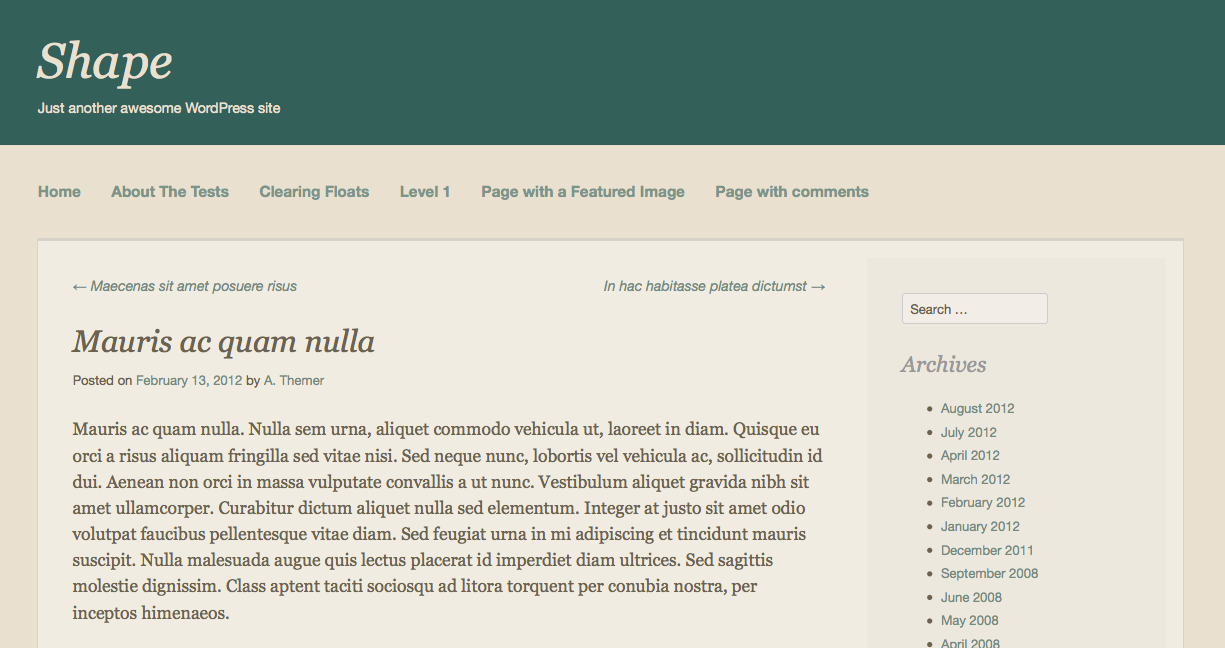 Shape
Just another awesome WordPress site
Home About The Tests Clearing Floats Level 1 Page with a Featured Image Page with comments
← Maecenas sit amet posuere risus In hac habitasse platea dictumst →
Mauris ac quam nulla
Posted on February 13, 2012 by A. Themer
Mauris ac quam nulla. Nulla sem urna, aliquet commodo vehicula ut, laoreet in diam. Quisque eu
orci a risus aliquam fringilla sed vitae nisi. Sed neque nunc, lobortis vel vehicula ac, sollicitudin id
dui. Aenean non orci in massa vulputate convallis a ut nunc. Vestibulum aliquet gravida nibh sit
amet ullamcorper. Curabitur dictum aliquet nulla sed elementum. Integer at justo sit amet odio
volutpat faucibus pellentesque vitae diam. Sed feugiat urna in mi adipiscing et tincidunt mauris
suscipit. Nulla malesuada augue quis lectus placerat id imperdiet diam ultrices. Sed sagittis
molestie dignissim. Class aptent taciti sociosqu ad litora torquent per conubia nostra, per
inceptos himenaeos.
Search …
Archives
• August 2012
• July 2012
• April 2012
• March 2012
• February 2012
• January 2012
• December 2011
• September 2008
• June 2008
• May 2008
• April 2008